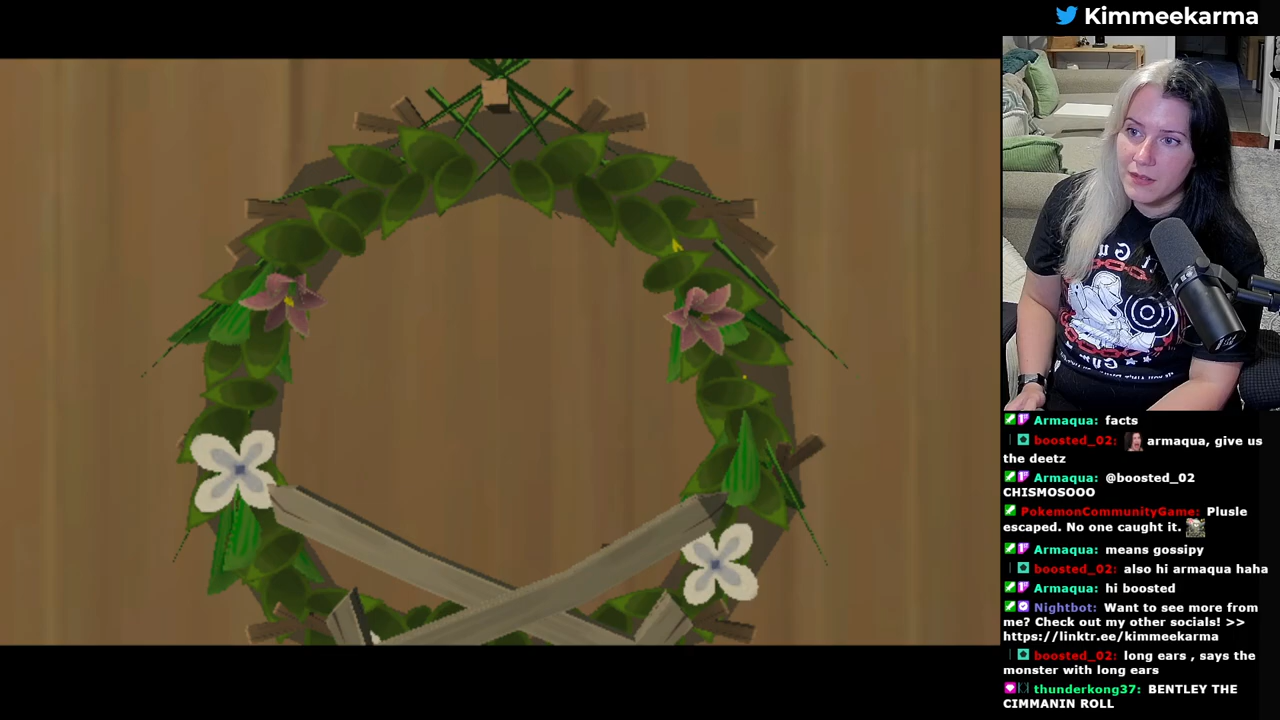 Kimmeekarma
Armaqua: facts
boosted_02: armaqua, give us
the deetz
Armaqua: @boosted_02
CHISMOSOOO
PokemonCommunityGame: Plusle
escaped. No one caught it.
Armaqua: means gossipy
boosted_02: also hi armaqua haha
Armaqua: hi boosted
Nightbot: Want to see more from
me? Check out my other socials! >>
https://linktr.ee/kimmeekarma
boosted_02: long ears , says the
monster with long ears
thunderkong37: BENTLEY THE
CIMMANIN ROLL